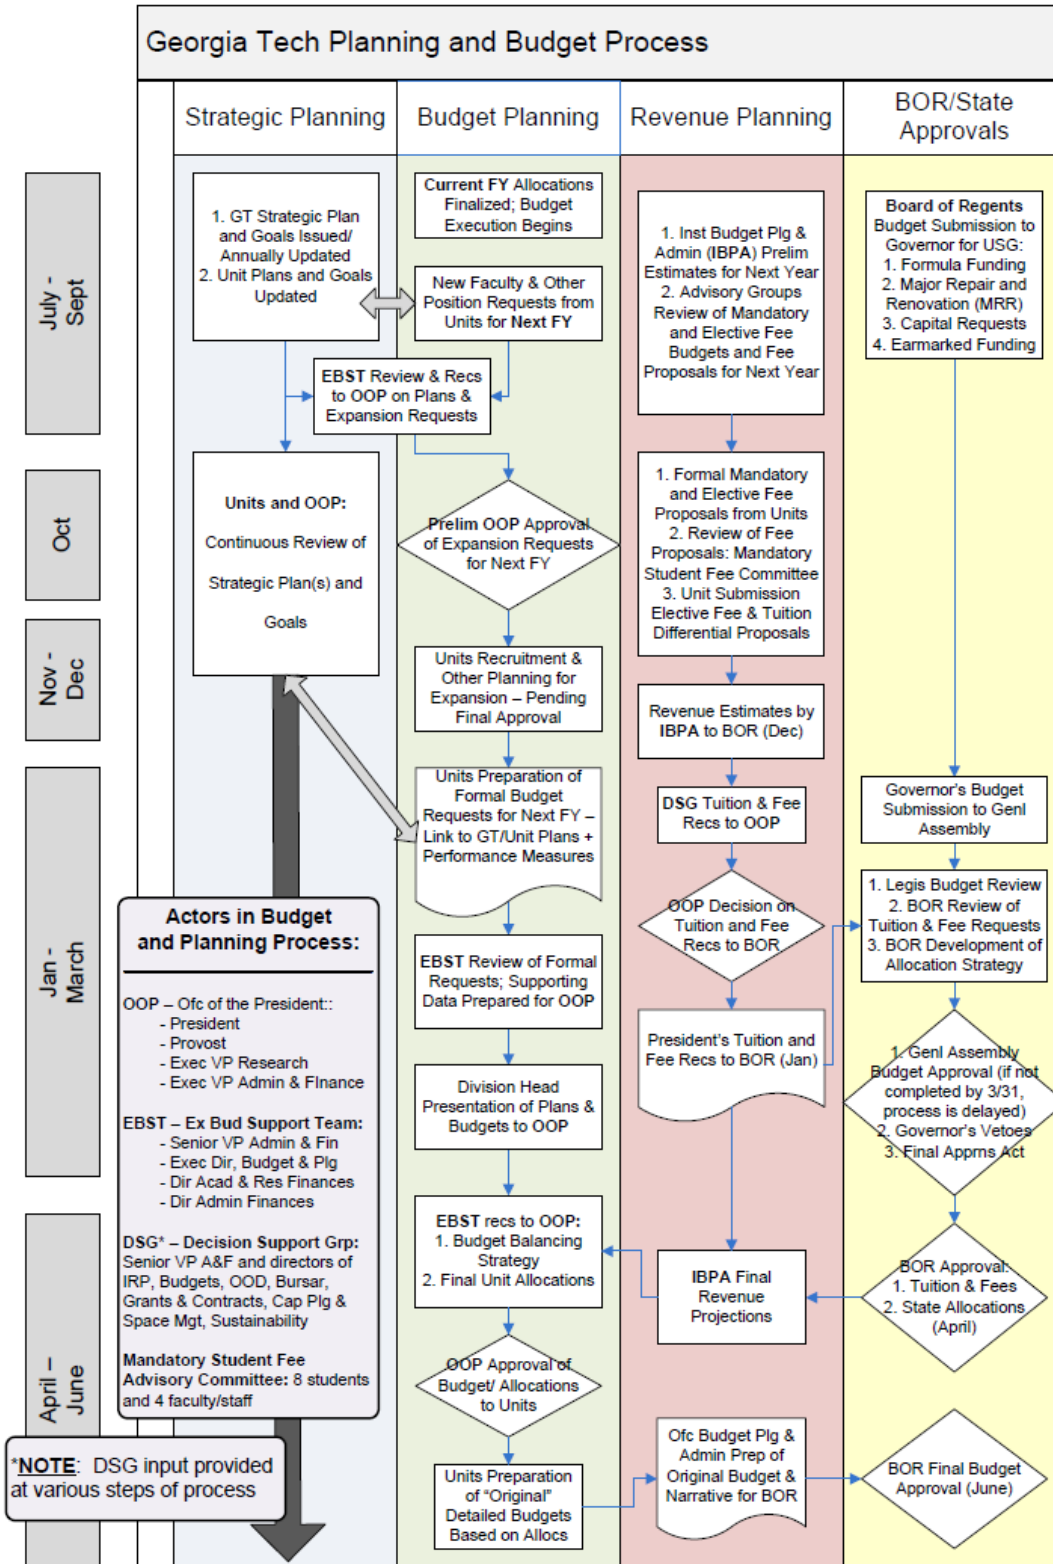 Georgia Tech Planning and Budget Process
Strategic Planning
Budget Planning
Revenue Planning
BOR/State
Approvals
July -
Sept
1. GT Strategic Plan
and Goals Issued/
Annually Updated
2. Unit Plans and Goals
Updated
Current FY Allocations
Finalized; Budget
Execution Begins
New Faculty & Other
Position Requests from
Units for Next FY
EBST Review & Recs
to OOP on Plans &
Expansion Requests
1. Inst Budget Plg &
Admin (IBPA) Prelim
Estimates for Next Year
2. Advisory Groups
Review of Mandatory
and Elective Fee
Budgets and Fee
Proposals for Next Year
Board of Regents
Budget Submission to
Governor for USG:
1. Formula Funding
2. Major Repair and
Renovation (MRR)
3. Capital Requests
4. Earmarked Funding
Oct
Units and OOP:
Continuous Review of
Strategic Plan(s) and
Goals
Prelim OOP Approval
of Expansion Requests
for Next FY
1. Formal Mandatory
and Elective Fee
Proposals from Units
2. Review of Fee
Proposals: Mandatory
Student Fee Committee
3. Unit Submission
Elective Fee & Tuition
Differential Proposals
Nov -
Dec
Units Recruitment &
Other Planning for
Expansion – Pending
Final Approval
Revenue Estimates by
IBPA to BOR (Dec)
Jan -
March
Units Preparation of
Formal Budget
Requests for Next FY –
Link to GT/Unit Plans +
Performance Measures
DSG Tuition & Fee
Recs to OOP
Governor's Budget
Submission to Genl
Assembly
OOP Decision on
Tuition and Fee
Recs to BOR
1. Legis Budget Review
2. BOR Review of
Tuition & Fee Requests
3. BOR Development of
Allocation Strategy
EBST Review of Formal
Requests; Supporting
Data Prepared for OOP
President's Tuition and
Fee Recs to BOR (Jan)
1. Genl Assembly
Budget Approval (if not
completed by 3/31,
process is delayed)
2. Governor's Vetoes
3. Final Apprns Act
Division Head
Presentation of Plans &
Budgets to OOP
April –
June
EBST recs to OOP:
1. Budget Balancing
Strategy
2. Final Unit Allocations
IBPA Final
Revenue
Projections
BOR Approval:
1. Tuition & Fees
2. State Allocations
(April)
OOP Approval of
Budget/ Allocations
to Units
Units Preparation
of “Original”
Detailed Budgets
Based on Allocs
Ofc Budget Plg &
Admin Prep of
Original Budget &
Narrative for BOR
BOR Final Budget
Approval (June)
Actors in Budget
and Planning Process:
OOP – Ofc of the President::
- President
- Provost
- Exec VP Research
- Exec VP Admin & FInance
EBST – Ex Bud Support Team:
- Senior VP Admin & Fin
- Exec Dir, Budget & Plg
- Dir Acad & Res Finances
- Dir Admin Finances
DSG* – Decision Support Grp:
Senior VP A&F and directors of
IRP, Budgets, OOD, Bursar,
Grants & Contracts, Cap Plg &
Space Mgt, Sustainability
Mandatory Student Fee
Advisory Committee: 8 students
and 4 faculty/staff
*NOTE: DSG input provided
at various steps of process